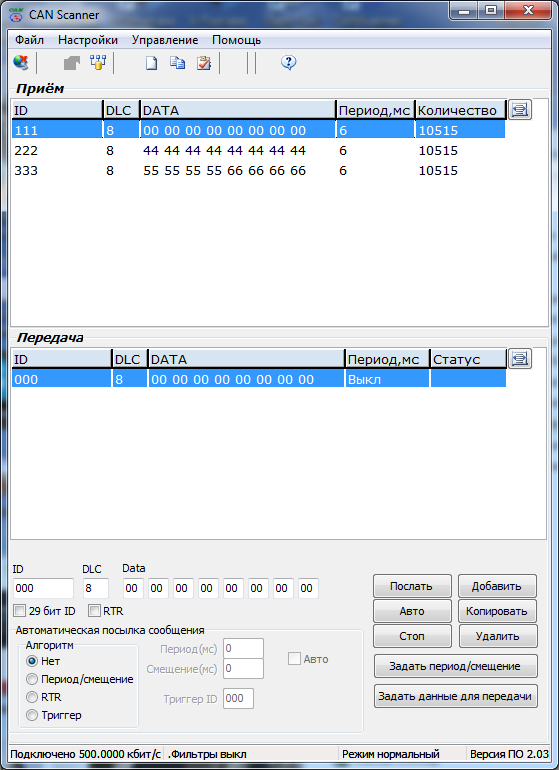 CAN Scanner
Файл Настройки Управление Помощь
Приём
ID DLC DATA Период,мс Количество
111 8 00 00 00 00 00 00 00 00 6 10515
222 8 44 44 44 44 44 44 44 44 6 10515
333 8 55 55 55 55 66 66 66 66 6 10515
Передача
ID DLC DATA Период,мс Статус
000 8 00 00 00 00 00 00 00 00 Выкл
ID DLC Data
000 8 00 00 00 00 00 00 00 00
29 бит ID RTR
Послать Добавить
Авто Копировать
Стоп Удалить
Задать период/смещение
Задать данные для передачи
Автоматическая посылка сообщения
Алгоритм
Нет
Период/смещение
RTR
Триггер
Период(мс) 0
Смещение(мс) 0
Авто
Триггер ID 000
Подключено 500.0000 кбит/с .Фильтры выкл Режим нормальный Версия ПО 2.03